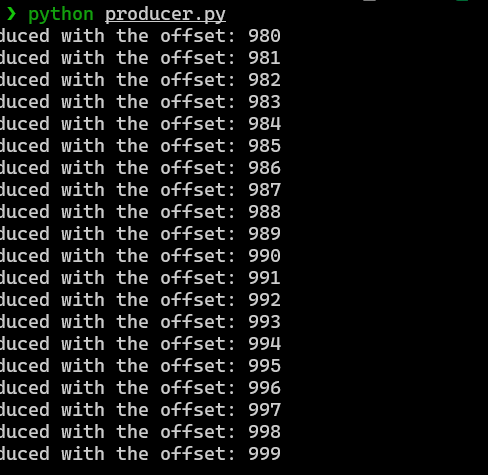 ❯ python producer.py
duced with the offset: 980
duced with the offset: 981
duced with the offset: 982
duced with the offset: 983
duced with the offset: 984
duced with the offset: 985
duced with the offset: 986
duced with the offset: 987
duced with the offset: 988
duced with the offset: 989
duced with the offset: 990
duced with the offset: 991
duced with the offset: 992
duced with the offset: 993
duced with the offset: 994
duced with the offset: 995
duced with the offset: 996
duced with the offset: 997
duced with the offset: 998
duced with the offset: 999